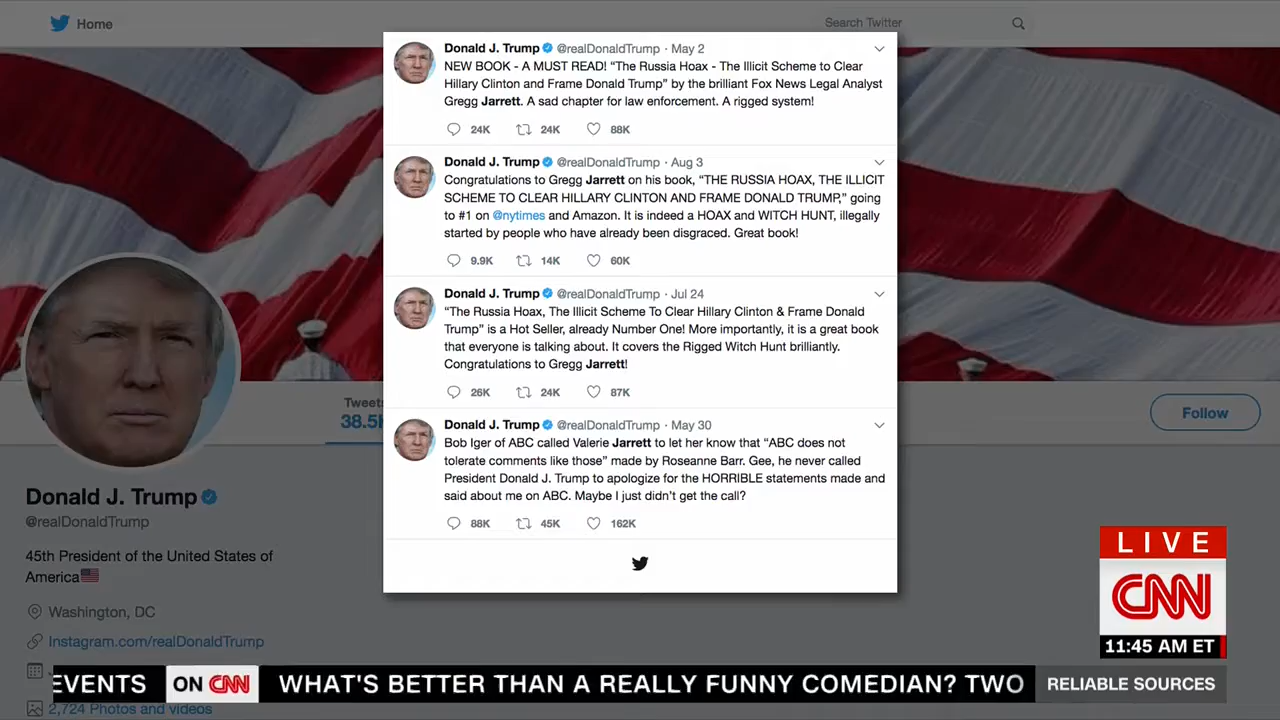 Home
Search Twitter
Donald J. Trump @realDonaldTrump · May 2
NEW BOOK - A MUST READ! “The Russia Hoax - The Illicit Scheme to Clear
Hillary Clinton and Frame Donald Trump” by the brilliant Fox News Legal Analyst
Gregg Jarrett. A sad chapter for law enforcement. A rigged system!
24K 24K 88K
Donald J. Trump @realDonaldTrump · Aug 3
Congratulations to Gregg Jarrett on his book, “THE RUSSIA HOAX, THE ILLICIT
SCHEME TO CLEAR HILLARY CLINTON AND FRAME DONALD TRUMP,” going
to #1 on @nytimes and Amazon. It is indeed a HOAX and WITCH HUNT, illegally
started by people who have already been disgraced. Great book!
9.9K 14K 60K
Donald J. Trump @realDonaldTrump · Jul 24
“The Russia Hoax, The Illicit Scheme To Clear Hillary Clinton & Frame Donald
Trump” is a Hot Seller, already Number One! More importantly, it is a great book
that everyone is talking about. It covers the Rigged Witch Hunt brilliantly.
Congratulations to Gregg Jarrett!
26K 24K 87K
Donald J. Trump @realDonaldTrump · May 30
Bob Iger of ABC called Valerie Jarrett to let her know that “ABC does not
tolerate comments like those” made by Roseanne Barr. Gee, he never called
President Donald J. Trump to apologize for the HORRIBLE statements made and
said about me on ABC. Maybe I just didn’t get the call?
88K 45K 162K
Tweets
38.5K
Follow
Donald J. Trump
@realDonaldTrump
45th President of the United States of
America
Washington, DC
Instagram.com/realDonaldTrump
2,724 Photos and videos
LIVE
CNN
11:45 AM ET
EVENTS ON CNN WHAT'S BETTER THAN A REALLY FUNNY COMEDIAN? TWO
RELIABLE SOURCES